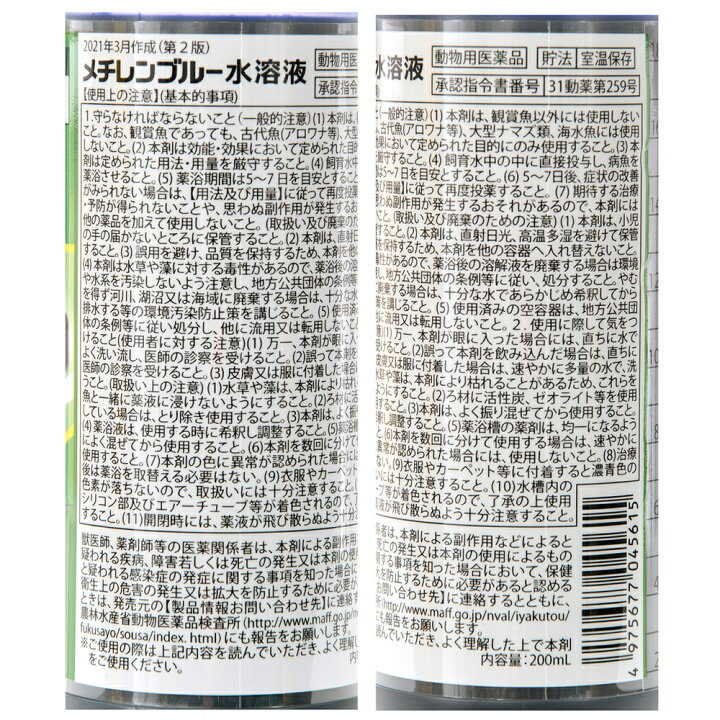 2021年3月作成(第2版)
メチレンブルー水溶液
【使用上の注意】(基本的事項)
動物用医
承認指令
1.守らなければならないこと(一般的注意)(1)本剤は、
こと。なお、観賞魚であっても、古代魚(アロワナ等)、大型
ないこと。(2)本剤は効能・効果において定められた目的
剤は定められた用法・用量を厳守すること。(4)飼育水中
薬浴させること。(5)薬浴期間は5〜7日を目安とすること
がみられない場合は、【用法及び用量】に従って再度投薬
・予防が得られないことや、思わぬ副作用が発生するお
他の薬品を加えて使用しないこと。(取扱い及び廃棄のた
の手の届かないところに保管すること。(2)本剤は、直射
すること。(3)誤用を避け、品質を保持するため、本剤を他
(4)本剤は水草や藻に対する毒性があるので、薬浴後の
や水系を汚染しないよう注意し、地方公共団体の条例等
を得ず河川、湖沼又は海域に廃棄する場合は、十分な水
排水する等の環境汚染防止策を講じること。(5)使用済み
体の条例等に従い処分し、他に流用又は転用しないこと
けること(使用者に対する注意)(1)万一、本剤が眼に入っ
よく洗い流し、医師の診察を受けること。(2)誤って本剤を
医師の診察を受けること。(3)皮膚又は服に付着した場合
こと。(取扱い上の注意)(1)水草や藻は、本剤により枯れ
魚と一緒に薬液に浸けないようにすること。(2)ろ材に活
している場合は、とり除き使用すること。(3)本剤は、よく
(4)薬浴液は、使用する時に希釈し調整すること。(5)薬
によく混ぜてから使用すること。(6)本剤を数回に分けて
こと。(7)本剤の色に異常が認められた場合に
後は薬浴を取替える必要はない。(9)衣服やカーペット
色素が落ちないので、取扱いには十分注意すること。(
シリコン部及びエアーチューブ等が着色されるので、了
こと。(11)開閉時には、薬液が飛び散らぬよう十分注
獣医師、薬剤師等の医薬関係者は、本剤による副作
疑われる疾病、障害若しくは死亡の発生又は本剤の
と疑われる感染症の発症に関する事項を知った場
衛生上の危害の発生又は拡大を防止するために必要
ときは、発売元の【製品情報お問い合わせ先】に連絡
農林水産省動物医薬品検査所(http://www.maff.go.jp/n
fukusayo/sousa/index.html)にも報告をお願いします。
※ご使用の際は上記内容を読んでいただき、よく理解
をご使用ください。
水溶液
動物用医薬品
貯法
室温保存
承認指令書番号
31動薬第259号
(一般的注意)(1)本剤は、観賞魚以外には使用しない
古代魚(アロワナ等)、大型ナマズ類、海水魚には使用し
果において定められた目的にのみ使用すること。(3)本
厳守すること。(4)飼育水中の中に直接投与し、病魚を
は5〜7日を目安とすること。(6)5〜7日後、症状の改善
及び用量】に従って再度投薬すること。(7)期待する治療
思わぬ副作用が発生するおそれがあるので、本剤には
と。(取扱い及び廃棄のための注意)(1)本剤は、小児
すること。(2)本剤は、直射日光、高温多湿を避けて保管
を保持するため、本剤を他の容器へ入れ替えないこと。
性があるので、薬浴後の溶解液を廃棄する場合は環境
し、地方公共団体の条例等に従い、処分すること。やむ
に廃棄する場合は、十分な水であらかじめ希釈してから
を講じること。(5)使用済みの空容器は、地方公共団
に流用又は転用しないこと。2.使用に際して気をつ
(1)万一、本剤が眼に入った場合には、直ちに水で
と。(2)誤って本剤を飲み込んだ場合は、直ちに
皮膚又は服に付着した場合は、速やかに多量の水で、洗
草や藻は、本剤により枯れることがあるため、これらを
ようにすること。(2)ろ材に活性炭、ゼオライト等を使用
すること。(3)本剤は、よく振り混ぜてから使用すること。
し調整すること。(5)薬浴槽の薬剤は、均一になるよう
(6)本剤を数回に分けて使用する場合は、速やかに
異常が認められた場合には、使用しないこと。(8)治療
ない。(9)衣服やカーペット等に付着すると濃青色の
いには十分注意すること。(10)水槽内の
ブ等が着色されるので、了承の上使用
液が飛び散らぬよう十分注意すること。
係者は、本剤による副作用などによると
死亡の発生又は本剤の使用によるもの
関する事項を知った場合において、保健
大を防止するために必要があると認める
お問い合わせ先】に連絡するとともに、
所(http://www.maff.go.jp/nval/iyakutou/
も報告をお願いします。
んでいただき、よく理解した上で本剤
内容量:200mL
4 975677 045615